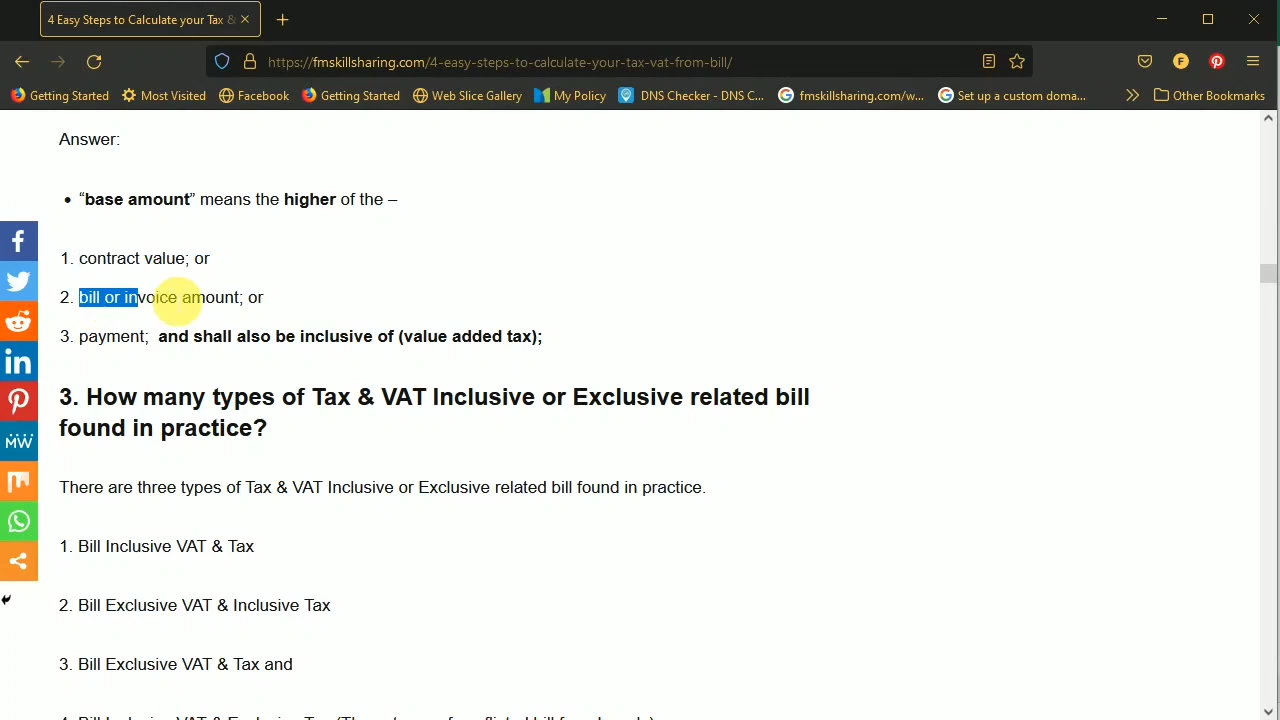 4 Easy Steps to Calculate your Tax &
https://fmskillsharing.com/4-easy-steps-to-calculate-your-tax-vat-from-bill/
F
Getting Started Most Visited Facebook Getting Started Web Slice Gallery My Policy DNS Checker - DNS C... fmskillsharing.com/w... Set up a custom doma... Other Bookmarks
Answer:
• “base amount” means the higher of the –
1. contract value; or
2. bill or invoice amount; or
3. payment; and shall also be inclusive of (value added tax);
3. How many types of Tax & VAT Inclusive or Exclusive related bill
found in practice?
There are three types of Tax & VAT Inclusive or Exclusive related bill found in practice.
1. Bill Inclusive VAT & Tax
2. Bill Exclusive VAT & Inclusive Tax
3. Bill Exclusive VAT & Tax and